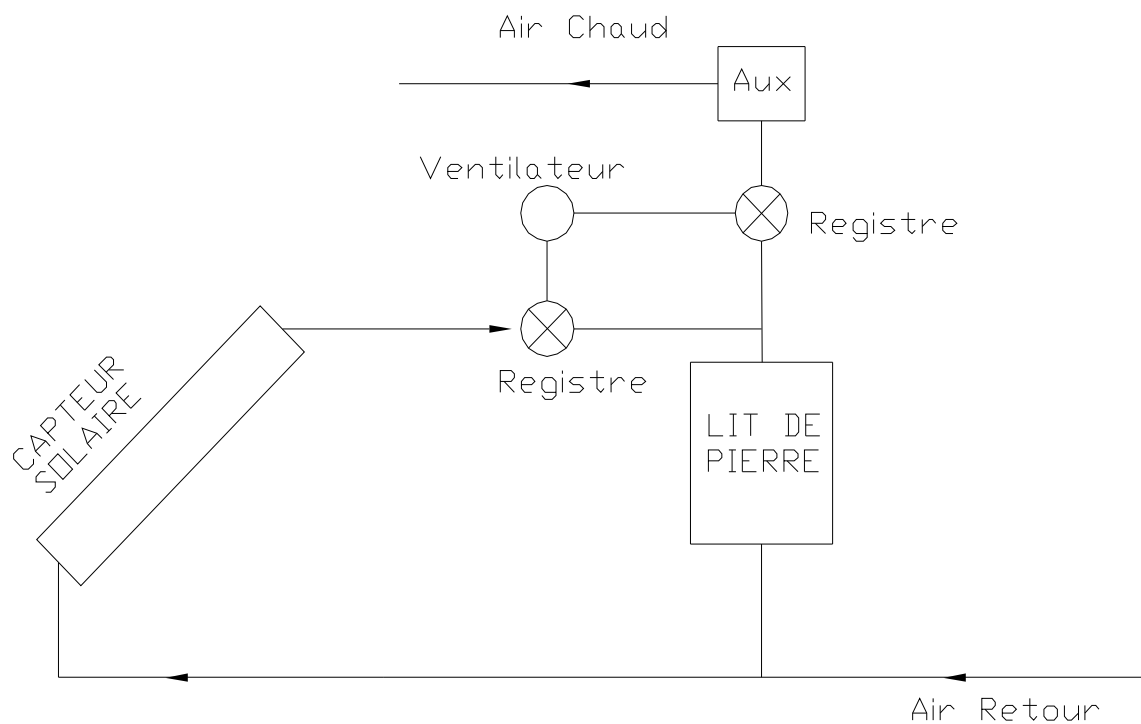 Air Chaud
Aux
Ventilateur
Registre
Registre
CAPTEUR
SOLAIRE
LIT DE
PIERRE
Air Retour